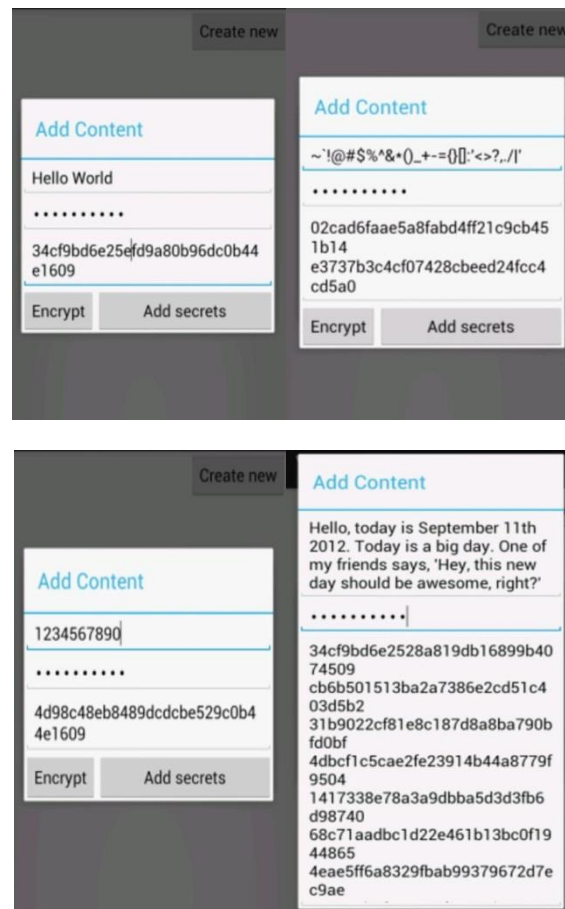 Create new
Add Content
Hello World
34cf9bd6e25efd9a80b96dc0b44
e1609
Encrypt
Add secrets
Create new
Add Content
~`!@#$%^&*()_+-={}[]:'<>?,./|'
02cad6faae5a8fabd4ff21c9cb45
1b14
e3737b3c4cf07428cbeed24fcc4
cd5a0
Encrypt
Add secrets
Create new
Add Content
1234567890
4d98c48eb8489dcdcbe529c0b4
4e1609
Encrypt
Add secrets
Add Content
Hello, today is September 11th
2012. Today is a big day. One of
my friends says, 'Hey, this new
day should be awesome, right?'
34cf9bd6e2528a819db16899b40
74509
cb6b501513ba2a7386e2cd51c4
03d5b2
31b9022cf81e8c187d8a8ba790b
fd0bf
4dbcf1c5cae2fe23914b44a8779f
9504
1417338e78a3a9dbba5d3d3fb6
d98740
68c71aadbc1d22e461b13bc0f19
44865
4eae5ff6a8329fbab99379672d7e
c9ae